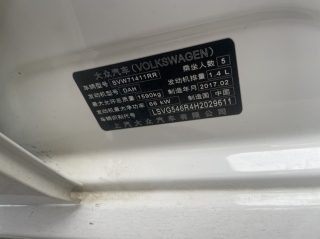 大众汽车(VOLKSWAGEN)
车辆型号 SVW71411RR 乘坐人数 5
发动机型号 DAH 发动机排量 1.4 L
最大允许总质量 1680kg 制造年月 2017.02
发动机最大净功率 66 kW 制造国 中国
车辆识别代号 LSVG546R4H2029611
上汽大众汽车有限公司